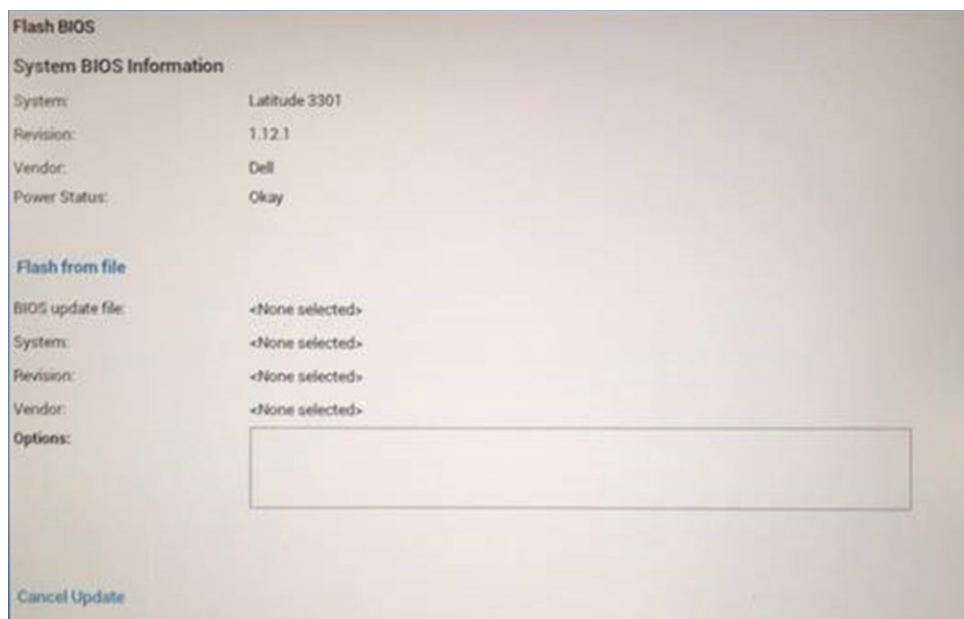 Flash BIOS
System BIOS Information
System: Latitude 3301
Revision: 1.12.1
Vendor: Dell
Power Status: Okay
Flash from file
BIOS update file: <None selected>
System: <None selected>
Revision: <None selected>
Vendor: <None selected>
Options:
Cancel Update